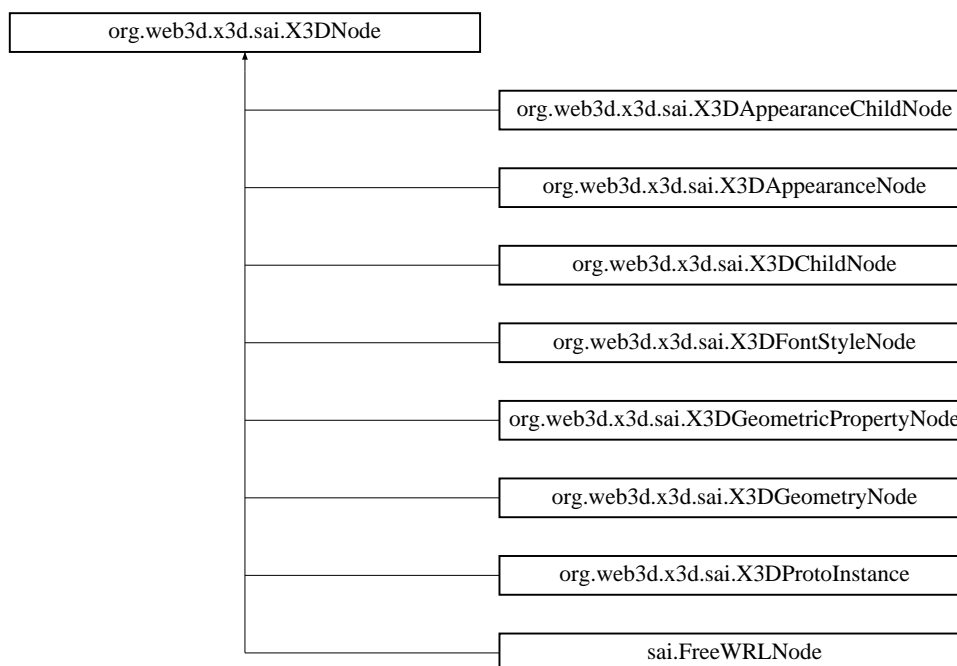 org.web3d.x3d.sai.X3DNode
org.web3d.x3d.sai.X3DAppearanceChildNode
org.web3d.x3d.sai.X3DAppearanceNode
org.web3d.x3d.sai.X3DChildNode
org.web3d.x3d.sai.X3DFontStyleNode
org.web3d.x3d.sai.X3DGeometricPropertyNode
org.web3d.x3d.sai.X3DGeometryNode
org.web3d.x3d.sai.X3DProtoInstance
sai.FreeWRLNode